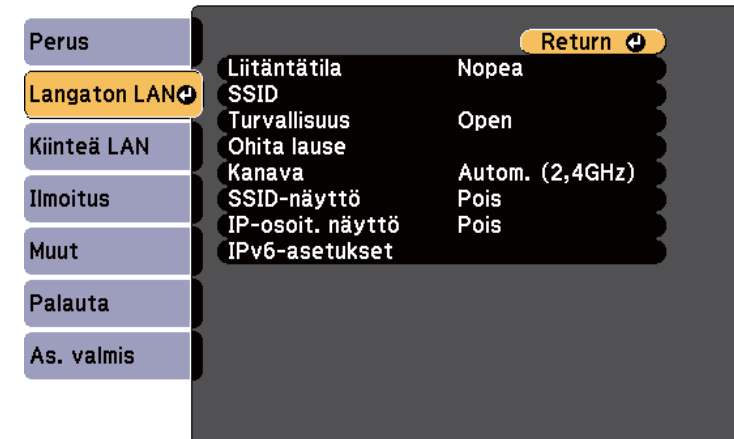 Perus
Langaton LAN
Kiinteä LAN
Ilmoitus
Muut
Palauta
As. valmis
Return
Liitäntätila Nopea
SSID
Turvallisuus Open
Ohita lause
Kanava Autom. (2,4GHz)
SSID-näyttö Pois
IP-osoit. näyttö Pois
IPv6-asetukset